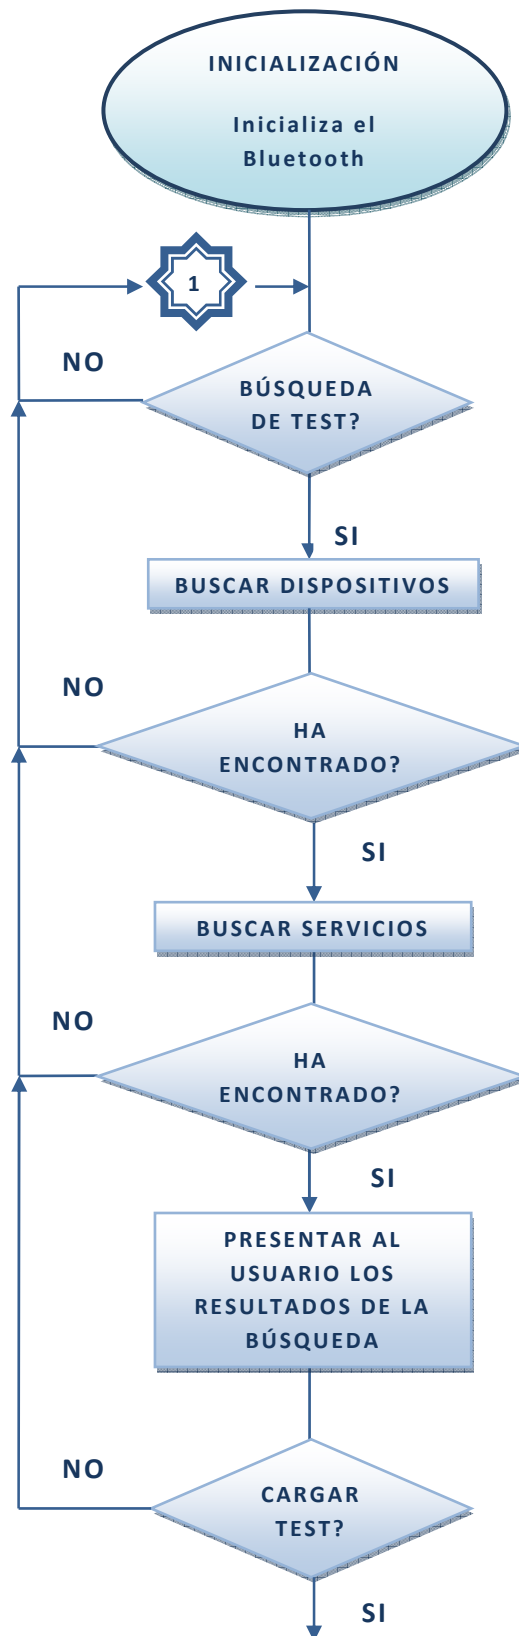 INICIALIZACIÓN
Inicializa el
Bluetooth
1
NO
BÚSQUEDA
DE TEST?
SI
BUSCAR DISPOSITIVOS
NO
HA
ENCONTRADO?
SI
BUSCAR SERVICIOS
NO
HA
ENCONTRADO?
SI
PRESENTAR AL
USUARIO LOS
RESULTADOS DE LA
BÚSQUEDA
NO
CARGAR
TEST?
SI